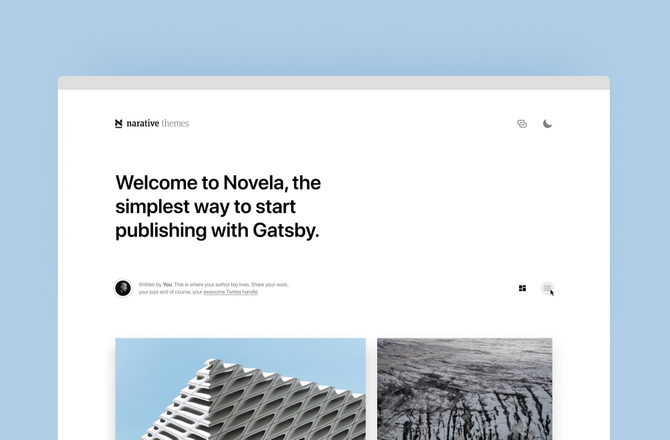 narative themes
Welcome to Novela, the
simplest way to start
publishing with Gatsby.
Written by You. This is where your author bio lives. Share your work,
your joys and of course, your awesome Twitter handle.